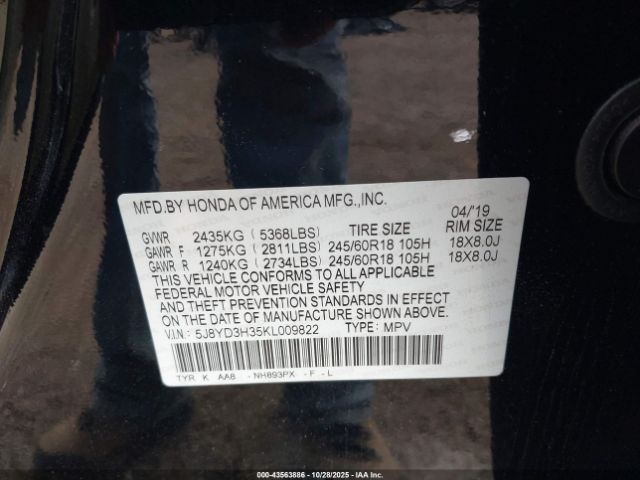 MFD.BY HONDA OF AMERICA MFG.,INC.
04/'19
GVWR 2435KG (5368LBS) TIRE SIZE RIM SIZE
GAWR F 1275KG (2811LBS) 245/60R18 105H 18X8.0J
GAWR R 1240KG (2734LBS) 245/60R18 105H 18X8.0J
THIS VEHICLE CONFORMS TO ALL APPLICABLE
FEDERAL MOTOR VEHICLE SAFETY
AND THEFT PREVENTION STANDARDS IN EFFECT
ON THE DATE OF MANUFACTURE SHOWN ABOVE.
V.I.N: 5J8YD3H35KL009822 TYPE: MPV
TYR K AA8 - NH893PX - F - L
000-43563886 | 10/28/2025 | IAA, Inc.